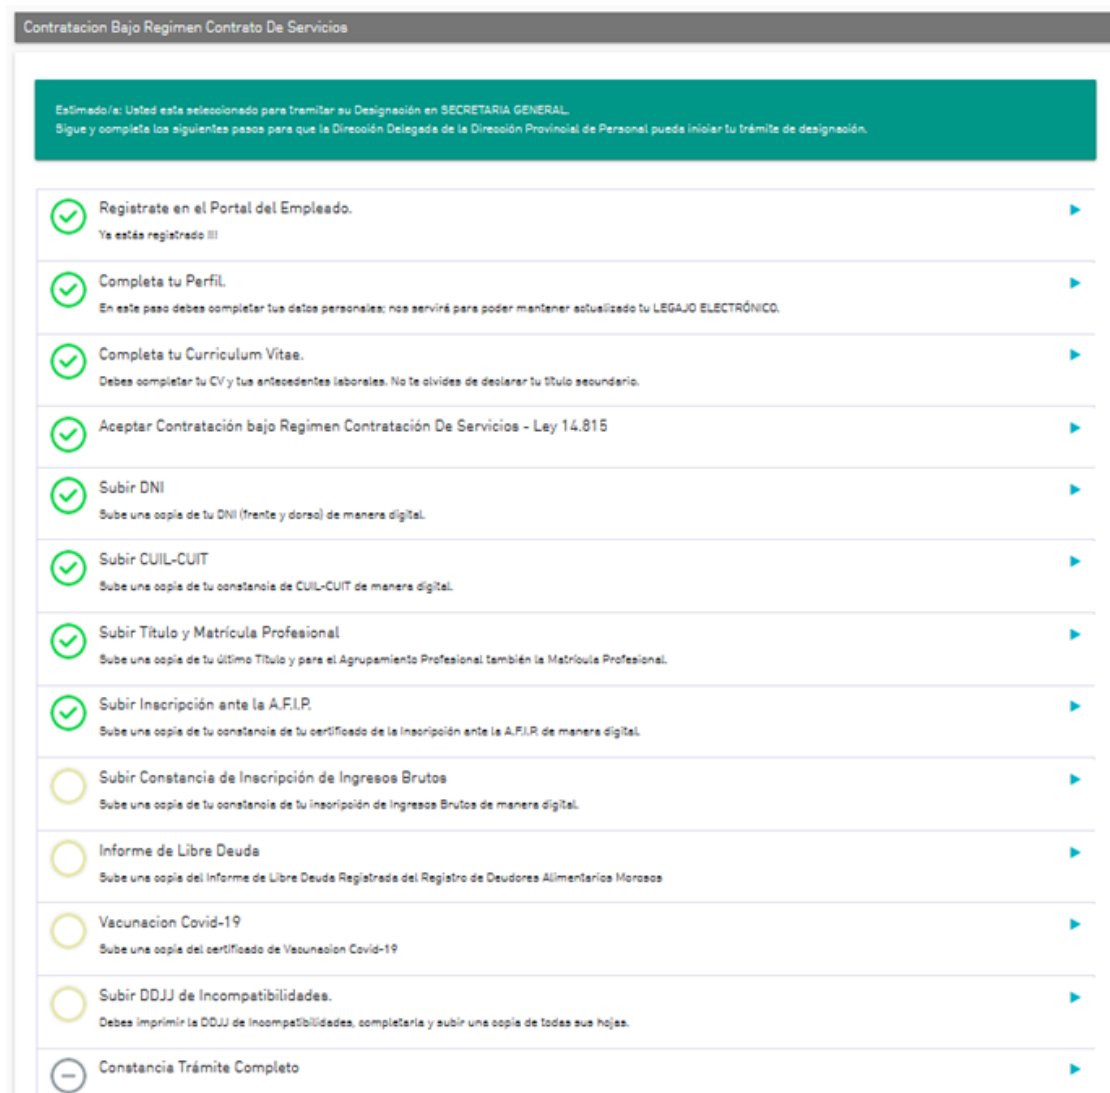 Contratacion Bajo Regimen Contrato De Servicios
Estimado/a: Usted esta seleccionado para tramitar su Designación en SECRETARIA GENERAL.
Sigue y completa los siguientes pasos para que la Dirección Delegada de la Dirección Provincial de Personal pueda iniciar tu trámite de designación.
Registrate en el Portal del Empleado.
Ya estás registrado !!!
Completa tu Perfil.
En este paso debes completar tus datos personales; nos servirá para poder mantener actualizado tu LEGAJO ELECTRÓNICO.
Completa tu Curriculum Vitae.
Debes completar tu CV y tus antecedentes laborales. No te olvides de declarar tu título secundario.
Aceptar Contratación bajo Regimen Contratación De Servicios - Ley 14.815
Subir DNI
Sube una copia de tu DNI (frente y dorso) de manera digital.
Subir CUIL-CUIT
Sube una copia de tu constancia de CUIL-CUIT de manera digital.
Subir Título y Matrícula Profesional
Sube una copia de tu último Título y para el Agrupamiento Profesional también la Matrícula Profesional.
Subir Inscripción ante la A.F.I.P.
Sube una copia de tu constancia de tu certificado de la Inscripción ante la A.F.I.P. de manera digital.
Subir Constancia de Inscripción de Ingresos Brutos
Sube una copia de tu constancia de tu inscripción de Ingresos Brutos de manera digital.
Informe de Libre Deuda
Sube una copia del Informe de Libre Deuda Registrada del Registro de Deudores Alimentarios Morosos
Vacunacion Covid-19
Sube una copia del certificado de Vacunacion Covid-19
Subir DDJJ de Incompatibilidades.
Debes imprimir la DDJJ de Incompatibilidades, completarla y subir una copia de todas sus hojas.
Constancia Trámite Completo